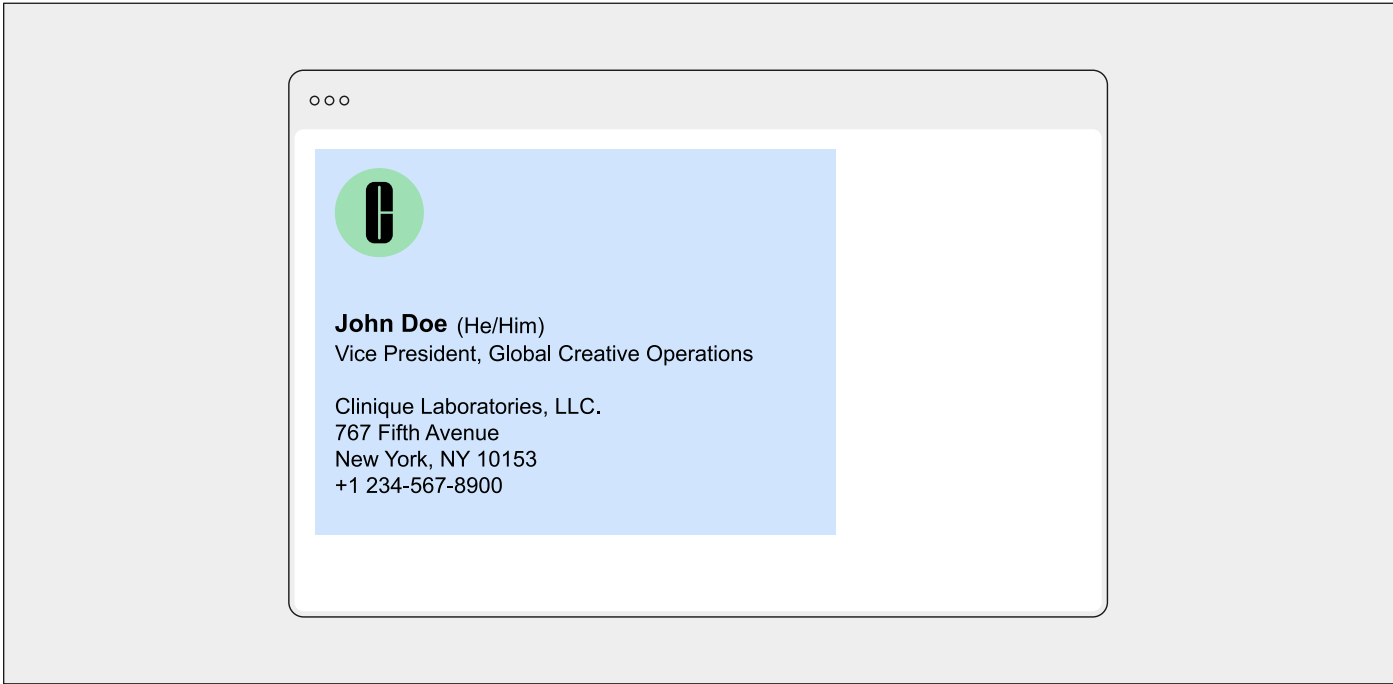 C
John Doe (He/Him)
Vice President, Global Creative Operations
Clinique Laboratories, LLC.
767 Fifth Avenue
New York, NY 10153
+1 234-567-8900